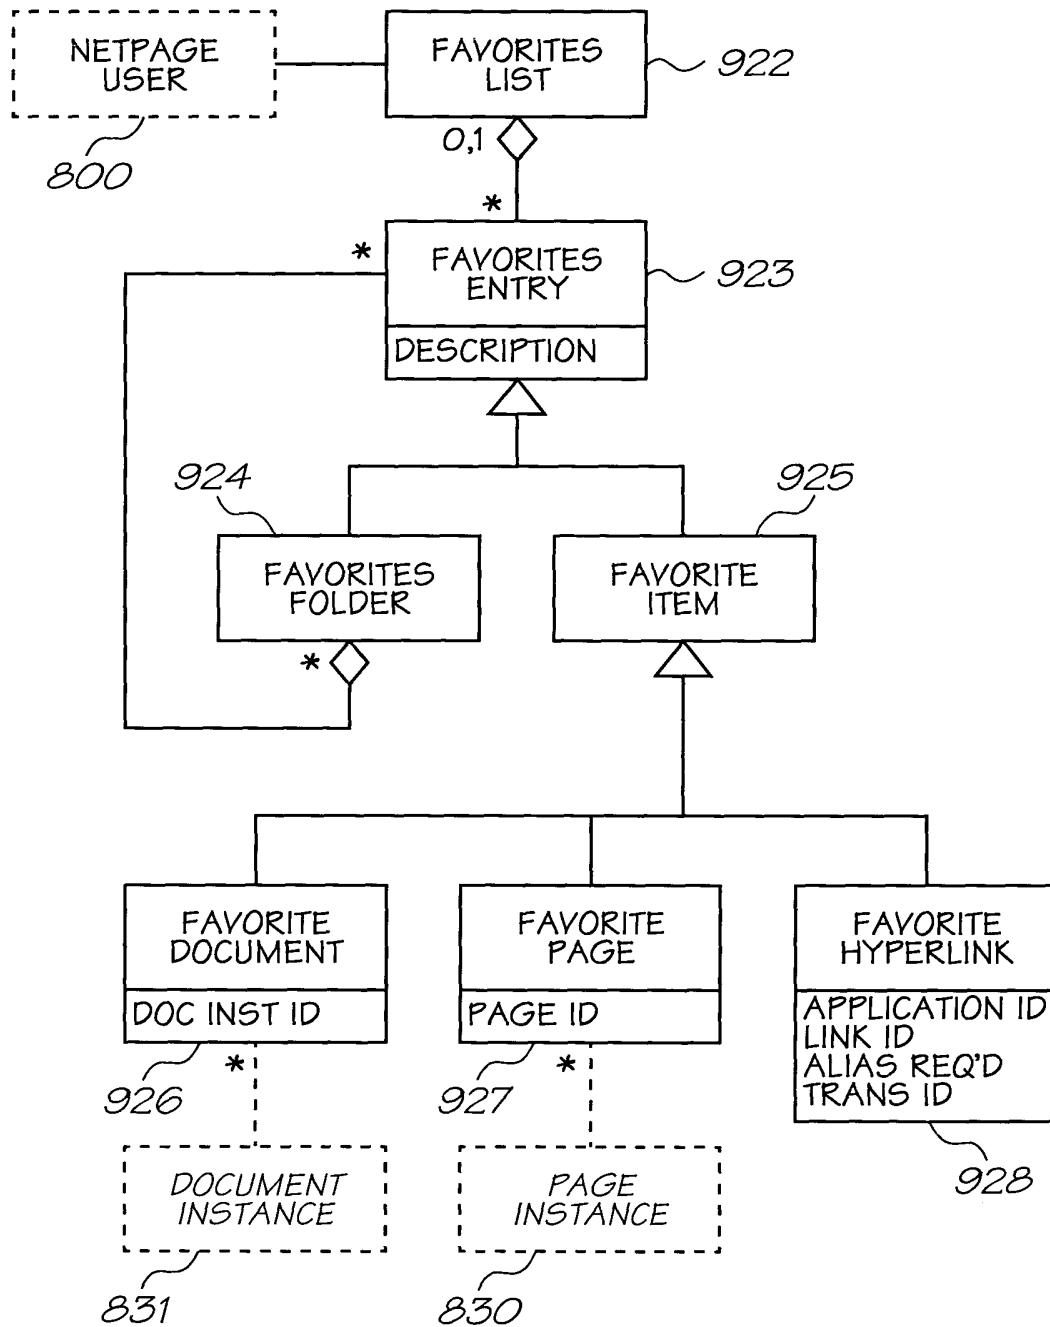 NETPAGE
USER
800
FAVORITES
LIST
922
0,1
*
*
FAVORITES
ENTRY
923
DESCRIPTION
924
925
FAVORITES
FOLDER
FAVORITE
ITEM
*
FAVORITE
DOCUMENT
DOC INST ID
926
*
FAVORITE
PAGE
PAGE ID
927
*
FAVORITE
HYPERLINK
APPLICATION ID
LINK ID
ALIAS REQ'D
TRANS ID
928
DOCUMENT
INSTANCE
831
PAGE
INSTANCE
830